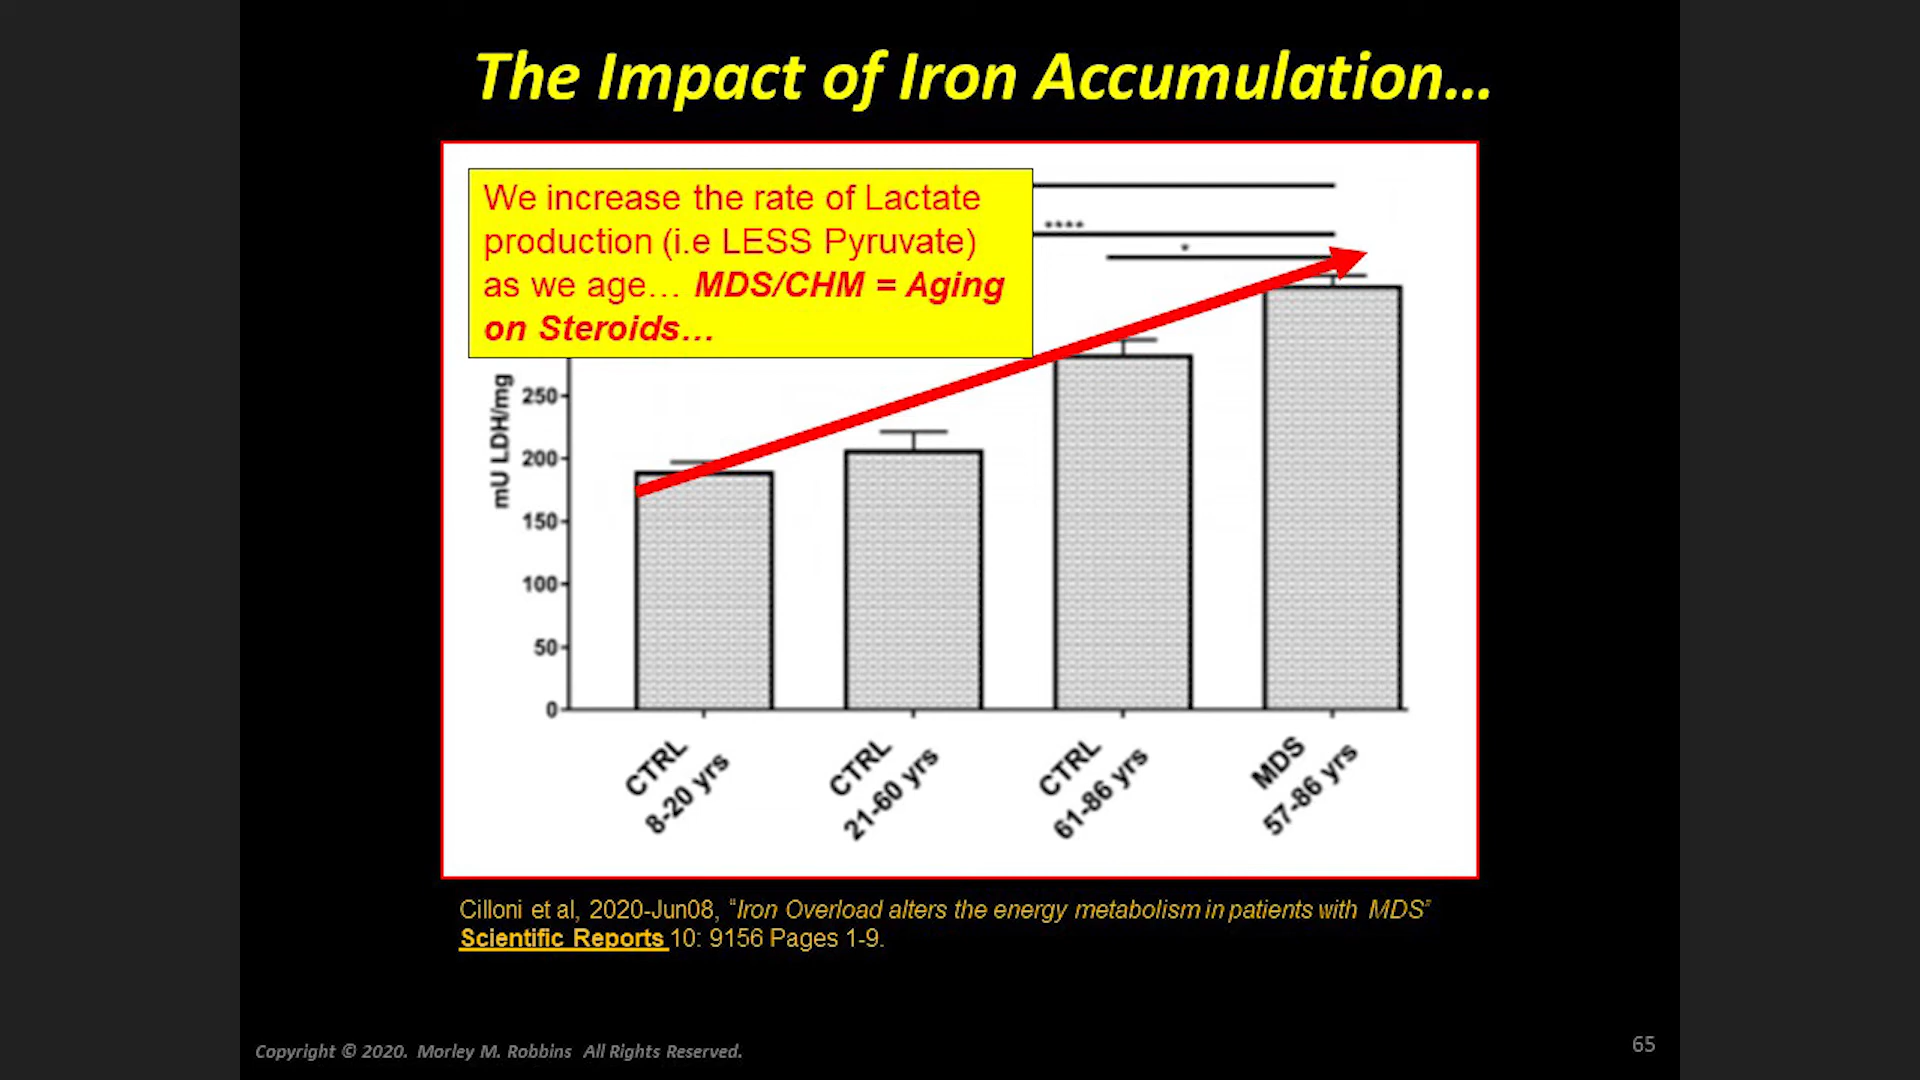 The Impact of Iron Accumulation...
We increase the rate of Lactate
production (i.e LESS Pyruvate)
as we age… MDS/CHM = Aging
on Steroids…
****
*
mU LDH/mg
250
200
150
100
50
0
CTRL
8-20 yrs
CTRL
21-60 yrs
CTRL
61-86 yrs
MDS
57-86 yrs
Cilloni et al, 2020-Jun08, “Iron Overload alters the energy metabolism in patients with MDS”
Scientific Reports 10: 9156 Pages 1-9.
Copyright © 2020. Morley M. Robbins All Rights Reserved.
65